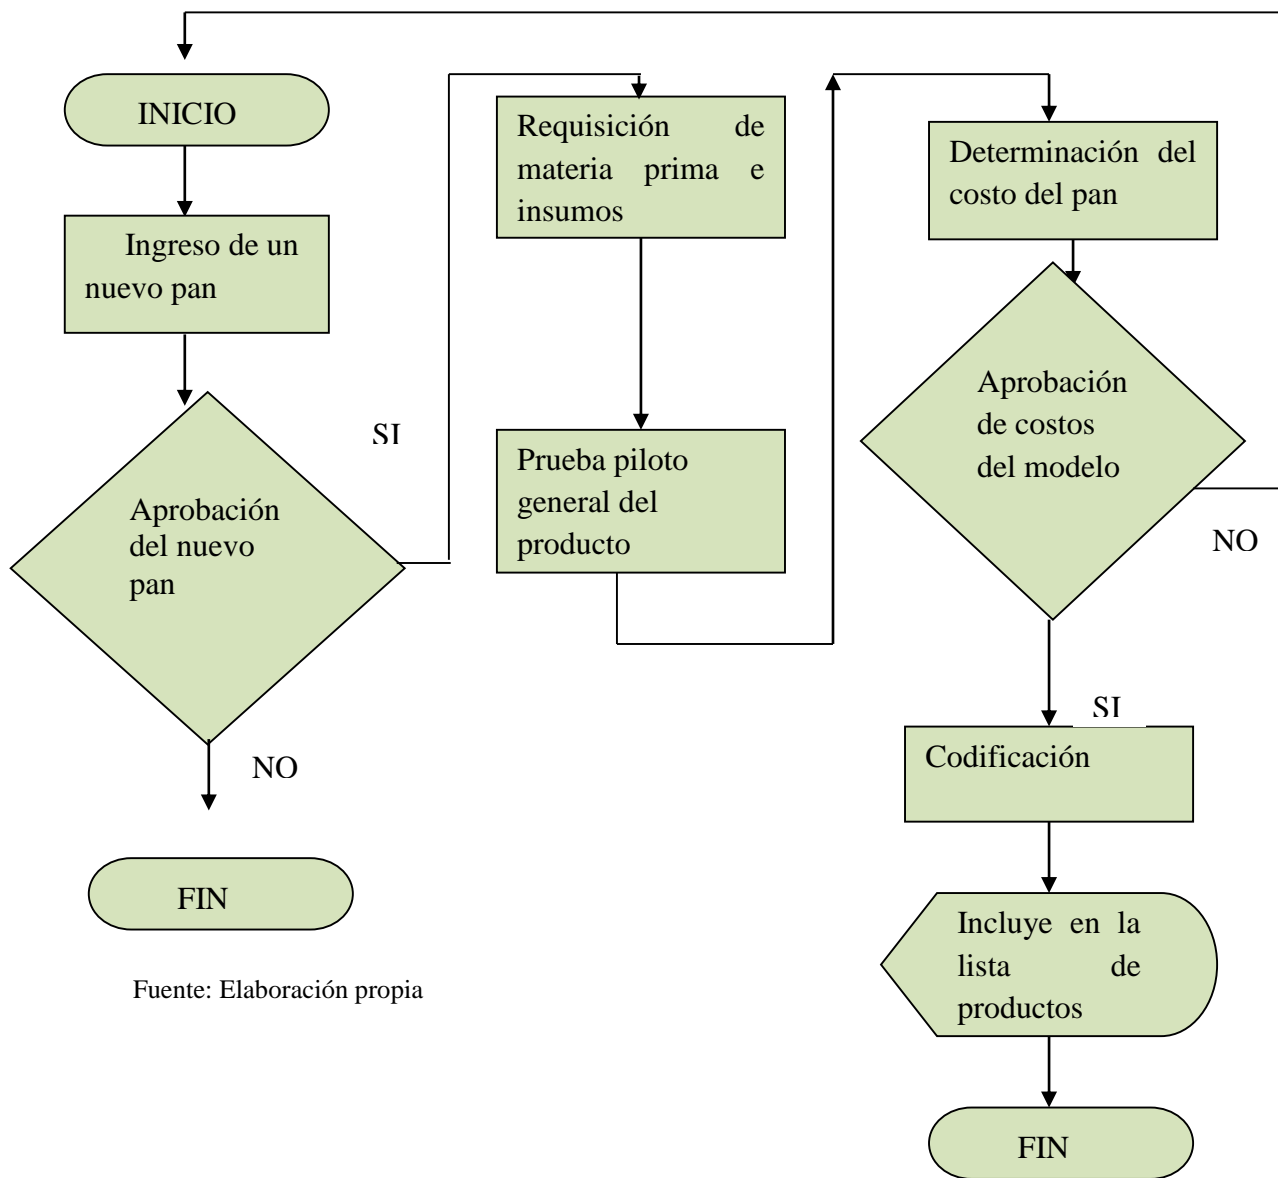 INICIO
Ingreso de un
nuevo pan
Aprobación
del nuevo
pan
SI
NO
FIN
Requisición de
materia prima e
insumos
Prueba piloto
general del
producto
Determinación del
costo del pan
Aprobación
de costos
del modelo
NO
SI
Codificación
Incluye en la
lista de
productos
FIN
Fuente: Elaboración propia